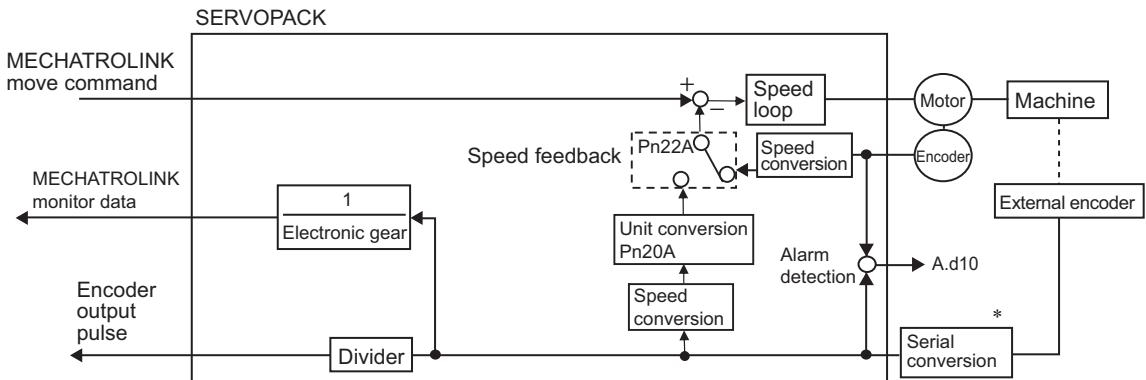 SERVOPACK
MECHATROLINK
move command
+
+
−
Speed
loop
Motor
Machine
Speed feedback
Pn22A
Speed
conversion
Encoder
MECHATROLINK
monitor data
1
Electronic gear
External encoder
Unit conversion
Pn20A
Alarm
detection
A.d10
Encoder
output
pulse
Speed
conversion
*
Divider
Serial
conversion